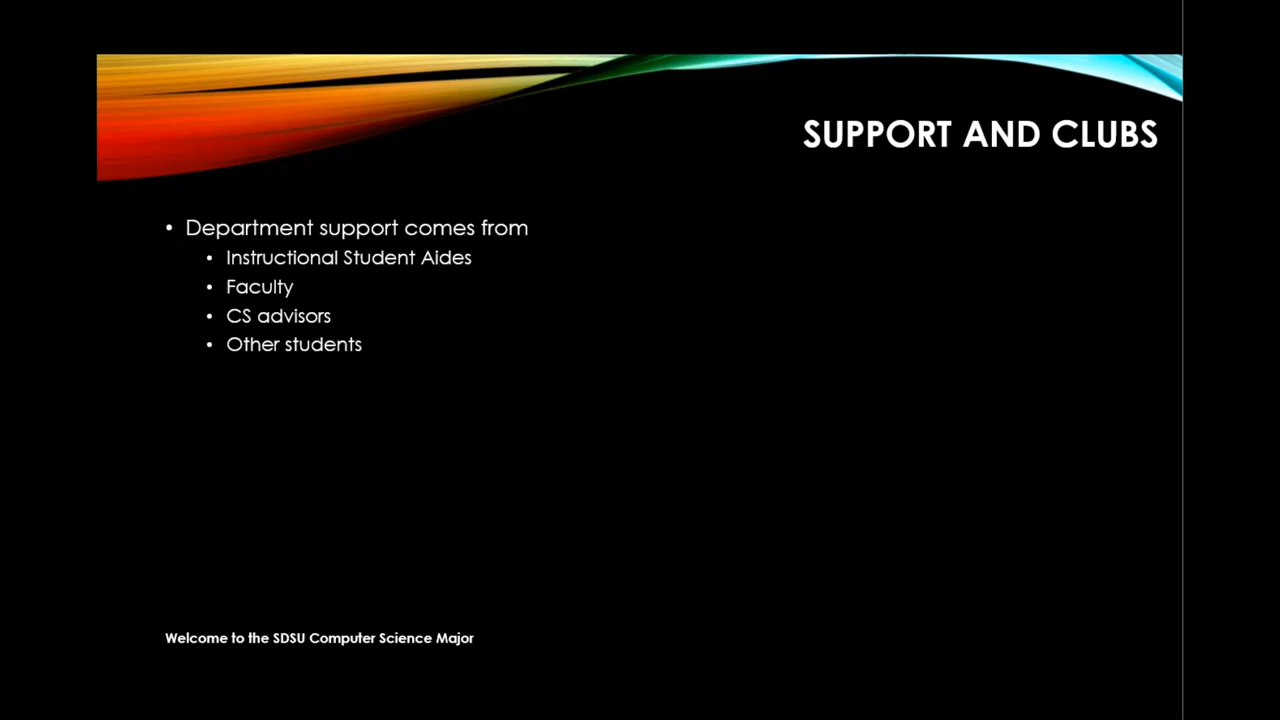 SUPPORT AND CLUBS
• Department support comes from
• Instructional Student Aides
• Faculty
• CS advisors
• Other students
Welcome to the SDSU Computer Science Major